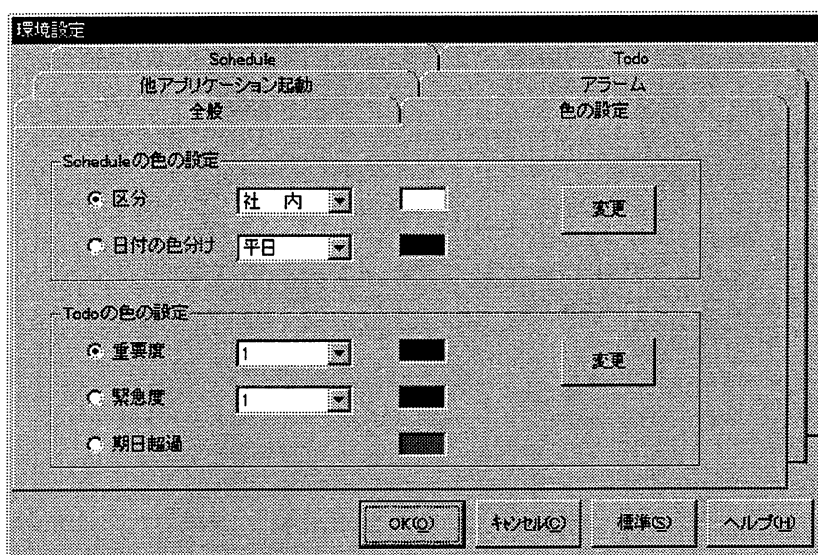 環境設定
Schedule
Todo
他アプリケーション起動
アラーム
全般
色の設定
Scheduleの色の設定
区分
社 内
変更
日付の色分け
平日
Todoの色の設定
重要度
1
変更
緊急度
1
期日超過
OK(O)
キャンセル(C)
標準(S)
ヘルプ(H)